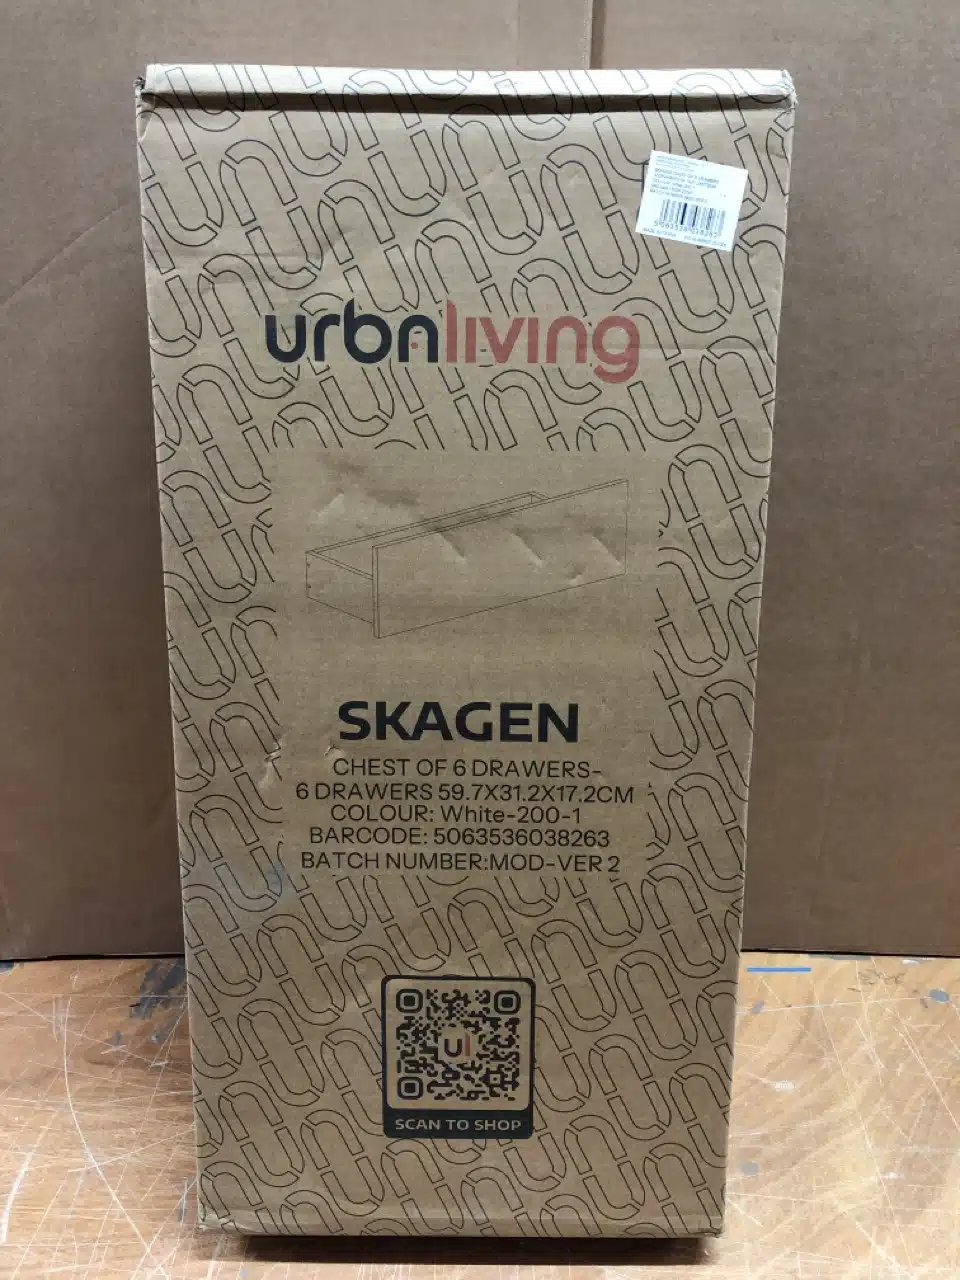 urbnliving
SKAGEN
CHEST OF 6 DRAWERS-
6 DRAWERS 59.7X31.2X17.2CM
COLOUR: White-200-1
BARCODE: 5063536038263
BATCH NUMBER:MOD-VER 2
ul
SCAN TO SHOP